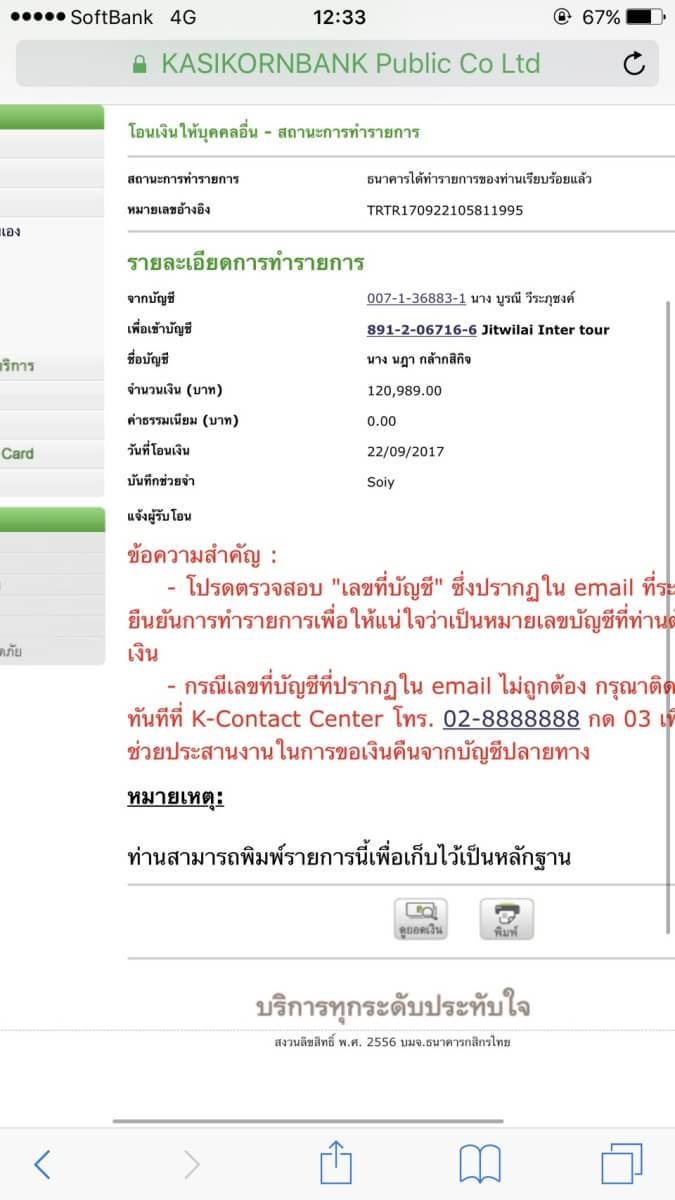 SoftBank 4G 12:33 67%
KASIKORNBANK Public Co Ltd
โอนเงินให้บุคคลอื่น - สถานะการทำรายการ
สถานะการทำรายการ ธนาคารได้ทำรายการของท่านเรียบร้อยแล้ว
หมายเลขอ้างอิง TRTR170922105811995
รายละเอียดการทำรายการ
จากบัญชี 007-1-36883-1 นาง บูรณี วีระภุชงค์
เพื่อเข้าบัญชี 891-2-06716-6 Jitwilai Inter tour
ชื่อบัญชี นาง นฎา กล้ากสิกิจ
จำนวนเงิน (บาท) 120,989.00
ค่าธรรมเนียม (บาท) 0.00
วันที่โอนเงิน 22/09/2017
บันทึกช่วยจำ Soiy
แจ้งผู้รับโอน
ข้อความสำคัญ :
- โปรดตรวจสอบ "เลขที่บัญชี" ซึ่งปรากฏใน email ที่ระ
ยืนยันการทำรายการเพื่อให้แน่ใจว่าเป็นหมายเลขบัญชีที่ท่านต้
เงิน
- กรณีเลขที่บัญชีที่ปรากฏใน email ไม่ถูกต้อง กรุณาติด
ทันทีที่ K-Contact Center โทร. 02-8888888 กด 03 เพื
ช่วยประสานงานในการขอเงินคืนจากบัญชีปลายทาง
หมายเหตุ:
ท่านสามารถพิมพ์รายการนี้เพื่อเก็บไว้เป็นหลักฐาน
ดูยอดเงิน พิมพ์
บริการทุกระดับประทับใจ
สงวนลิขสิทธิ์ พ.ศ. 2556 บมจ.ธนาคารกสิกรไทย
Card